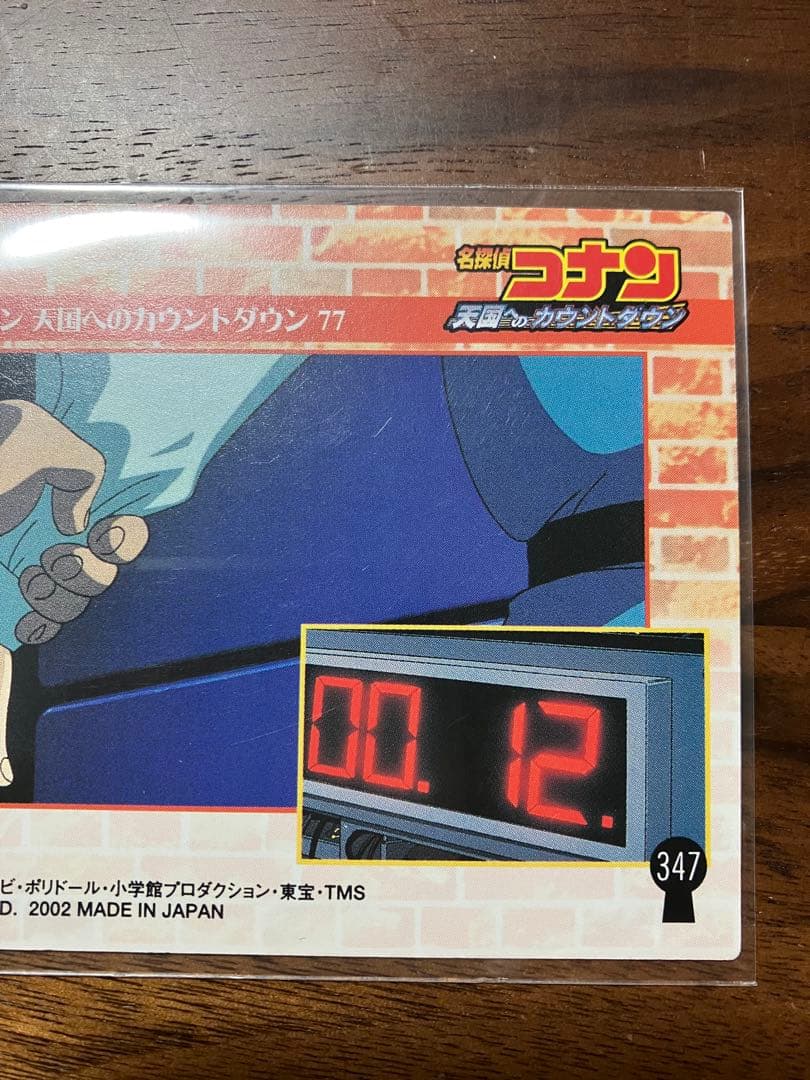 名探偵
コナン
天国へのカウントダウン
ン 天国へのカウントダウン 77
00. 12.
347
ビ・ポリドール・小学館プロダクション・東宝・TMS
D. 2002 MADE IN JAPAN